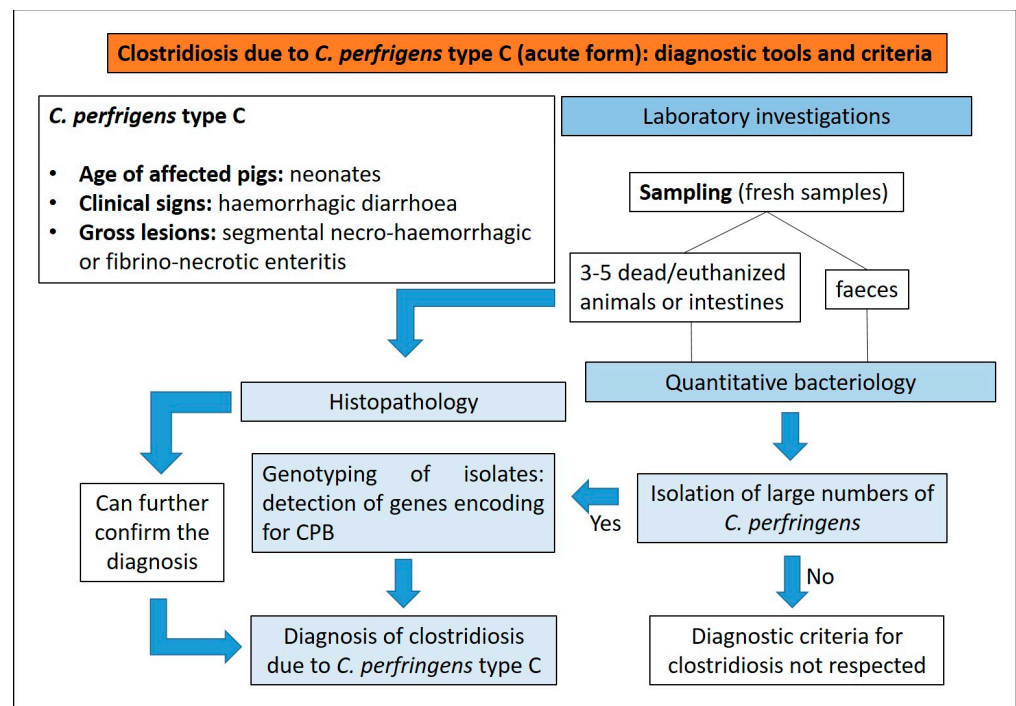 Clostridiosis due to C. perfrigens type C (acute form): diagnostic tools and criteria
C. perfrigens type C
• Age of affected pigs: neonates
• Clinical signs: haemorrhagic diarrhoea
• Gross lesions: segmental necro-haemorrhagic
or fibrino-necrotic enteritis
Laboratory investigations
Sampling (fresh samples)
3-5 dead/euthanized
animals or intestines
faeces
Quantitative bacteriology
Histopathology
Isolation of large numbers of
C. perfringens
Yes
Genotyping of isolates:
detection of genes encoding
for CPB
Can further
confirm the
diagnosis
No
Diagnosis of clostridiosis
due to C. perfringens type C
Diagnostic criteria for
clostridiosis not respected